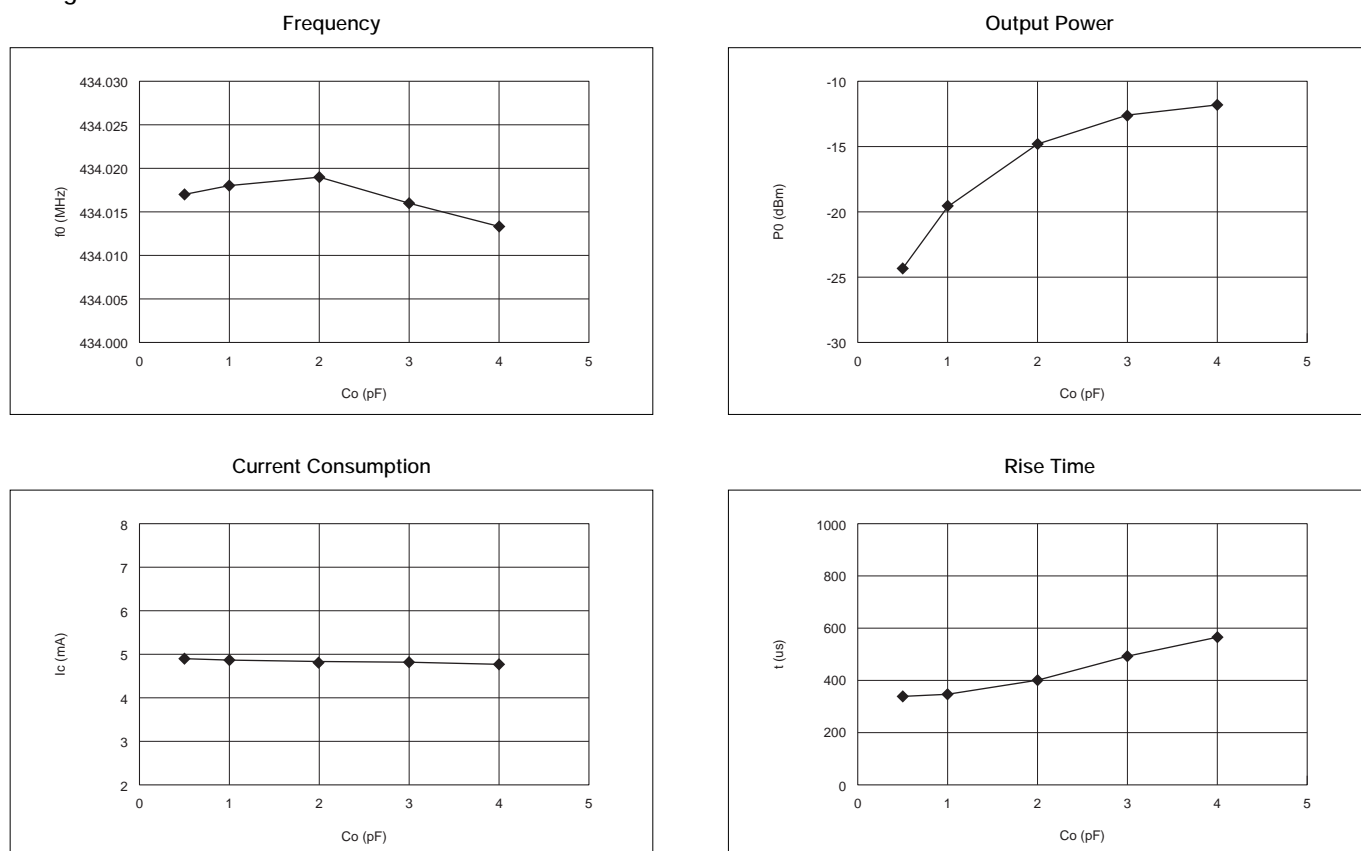 Frequency
434.030
434.025
434.020
434.015
434.010
434.005
434.000
f0 (MHz)
0 1 2 3 4 5
Co (pF)
Output Power
-10
-15
-20
-25
-30
P0 (dBm)
0 1 2 3 4 5
Co (pF)
Current Consumption
8
7
6
5
4
3
2
Ic (mA)
0 1 2 3 4 5
Co (pF)
Rise Time
1000
800
600
400
200
0
t (us)
0 1 2 3 4 5
Co (pF)